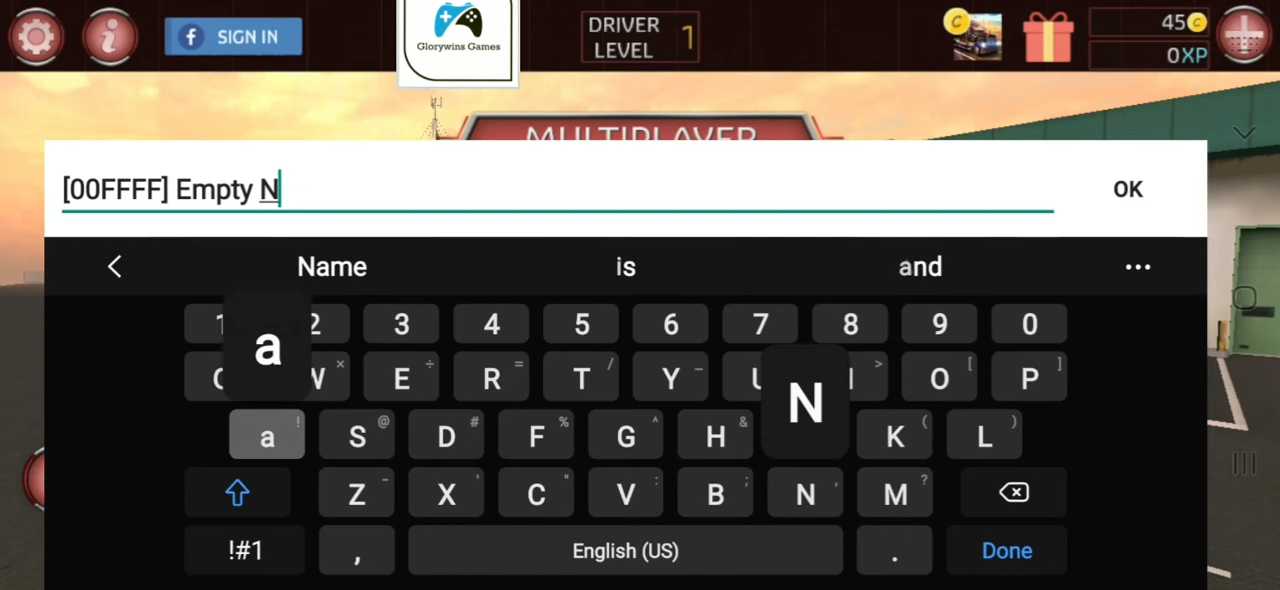 SIGN IN
Glorywins Games
DRIVER
LEVEL 1
45
0XP
MULTIPLAYER
[00FFFF] Empty N
OK
Name is and
1 2 3 4 5 6 7 8 9 0
W E R T Y U I O P
a
N
a S D F G H K L
Z X C V B N M
!#1 , English (US) . Done